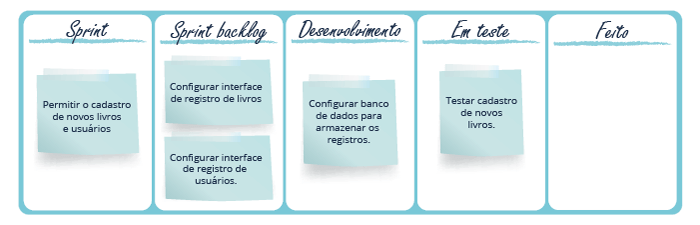 Sprint
Sprint backlog
Desenvolvimento
Em teste
Feito
Permitir o cadastro
de novos livros
e usuários
Configurar interface
de registro de livros
Configurar interface
de registro de
usuários.
Configurar banco
de dados para
armazenar os
registros.
Testar cadastro
de novos
livros.